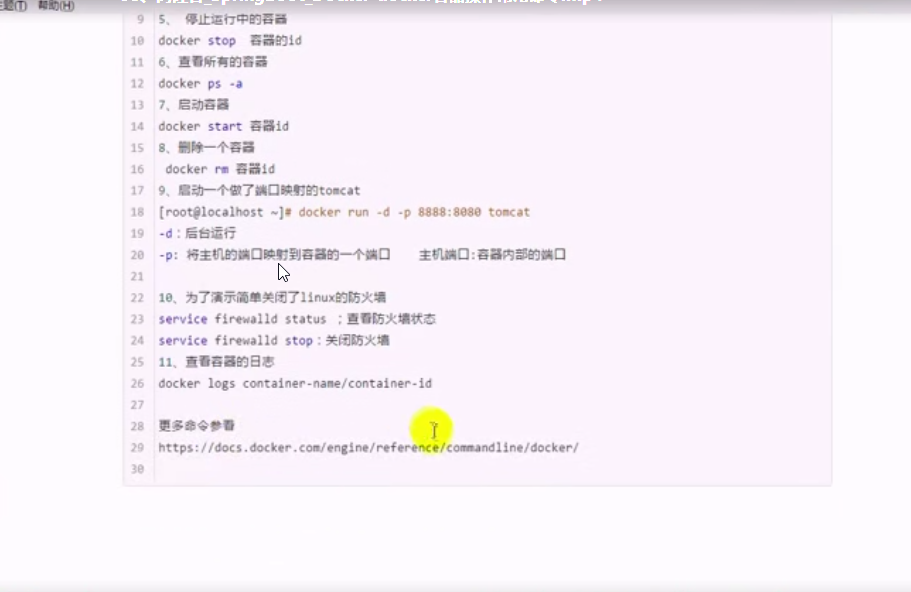 帮助(H)
9 5、 停止运行中的容器
10 docker stop 容器的id
11 6、查看所有的容器
12 docker ps -a
13 7、启动容器
14 docker start 容器id
15 8、删除一个容器
16 docker rm 容器id
17 9、启动一个做了端口映射的tomcat
18 [root@localhost ~]# docker run -d -p 8888:8080 tomcat
19 -d：后台运行
20 -p: 将主机的端口映射到容器的一个端口 主机端口:容器内部的端口
21
22 10、为了演示简单关闭了linux的防火墙
23 service firewalld status ；查看防火墙状态
24 service firewalld stop：关闭防火墙
25 11、查看容器的日志
26 docker logs container-name/container-id
27
28 更多命令参看
29 https://docs.docker.com/engine/reference/commandline/docker/
30